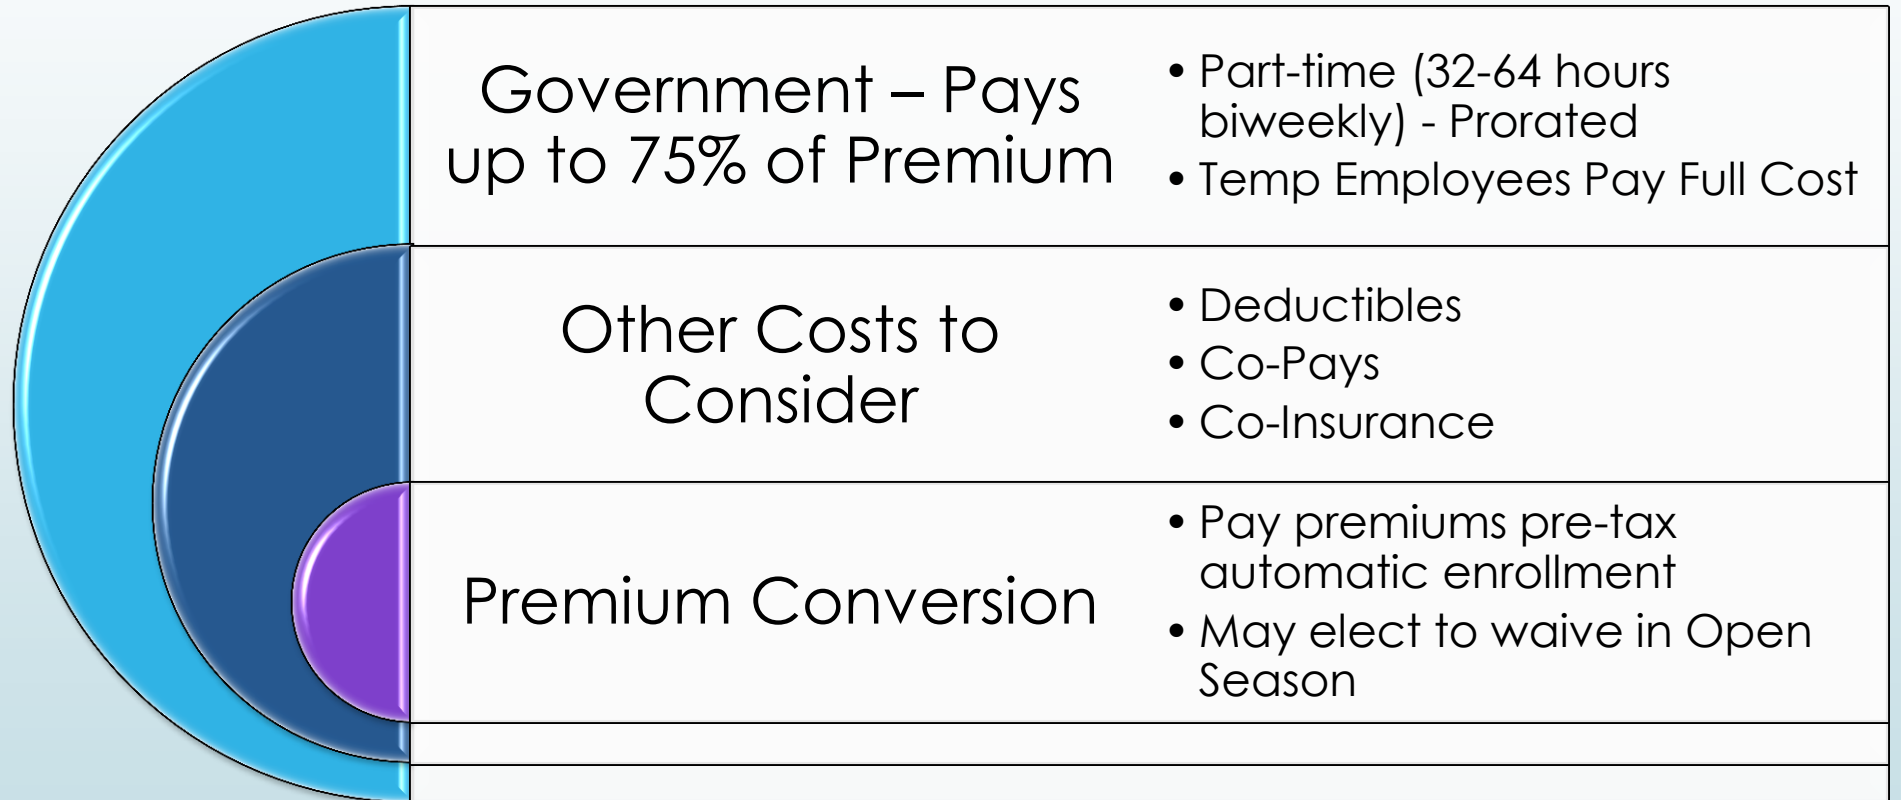 Government – Pays
up to 75% of Premium
• Part-time (32-64 hours
biweekly) - Prorated
• Temp Employees Pay Full Cost
Other Costs to
Consider
• Deductibles
• Co-Pays
• Co-Insurance
Premium Conversion
• Pay premiums pre-tax
automatic enrollment
• May elect to waive in Open
Season